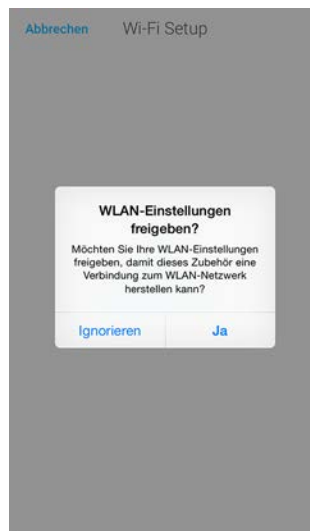 Abbrechen Wi-Fi Setup
WLAN-Einstellungen
freigeben?
Möchten Sie Ihre WLAN-Einstellungen
freigeben, damit dieses Zubehör eine
Verbindung zum WLAN-Netzwerk
herstellen kann?
Ignorieren Ja